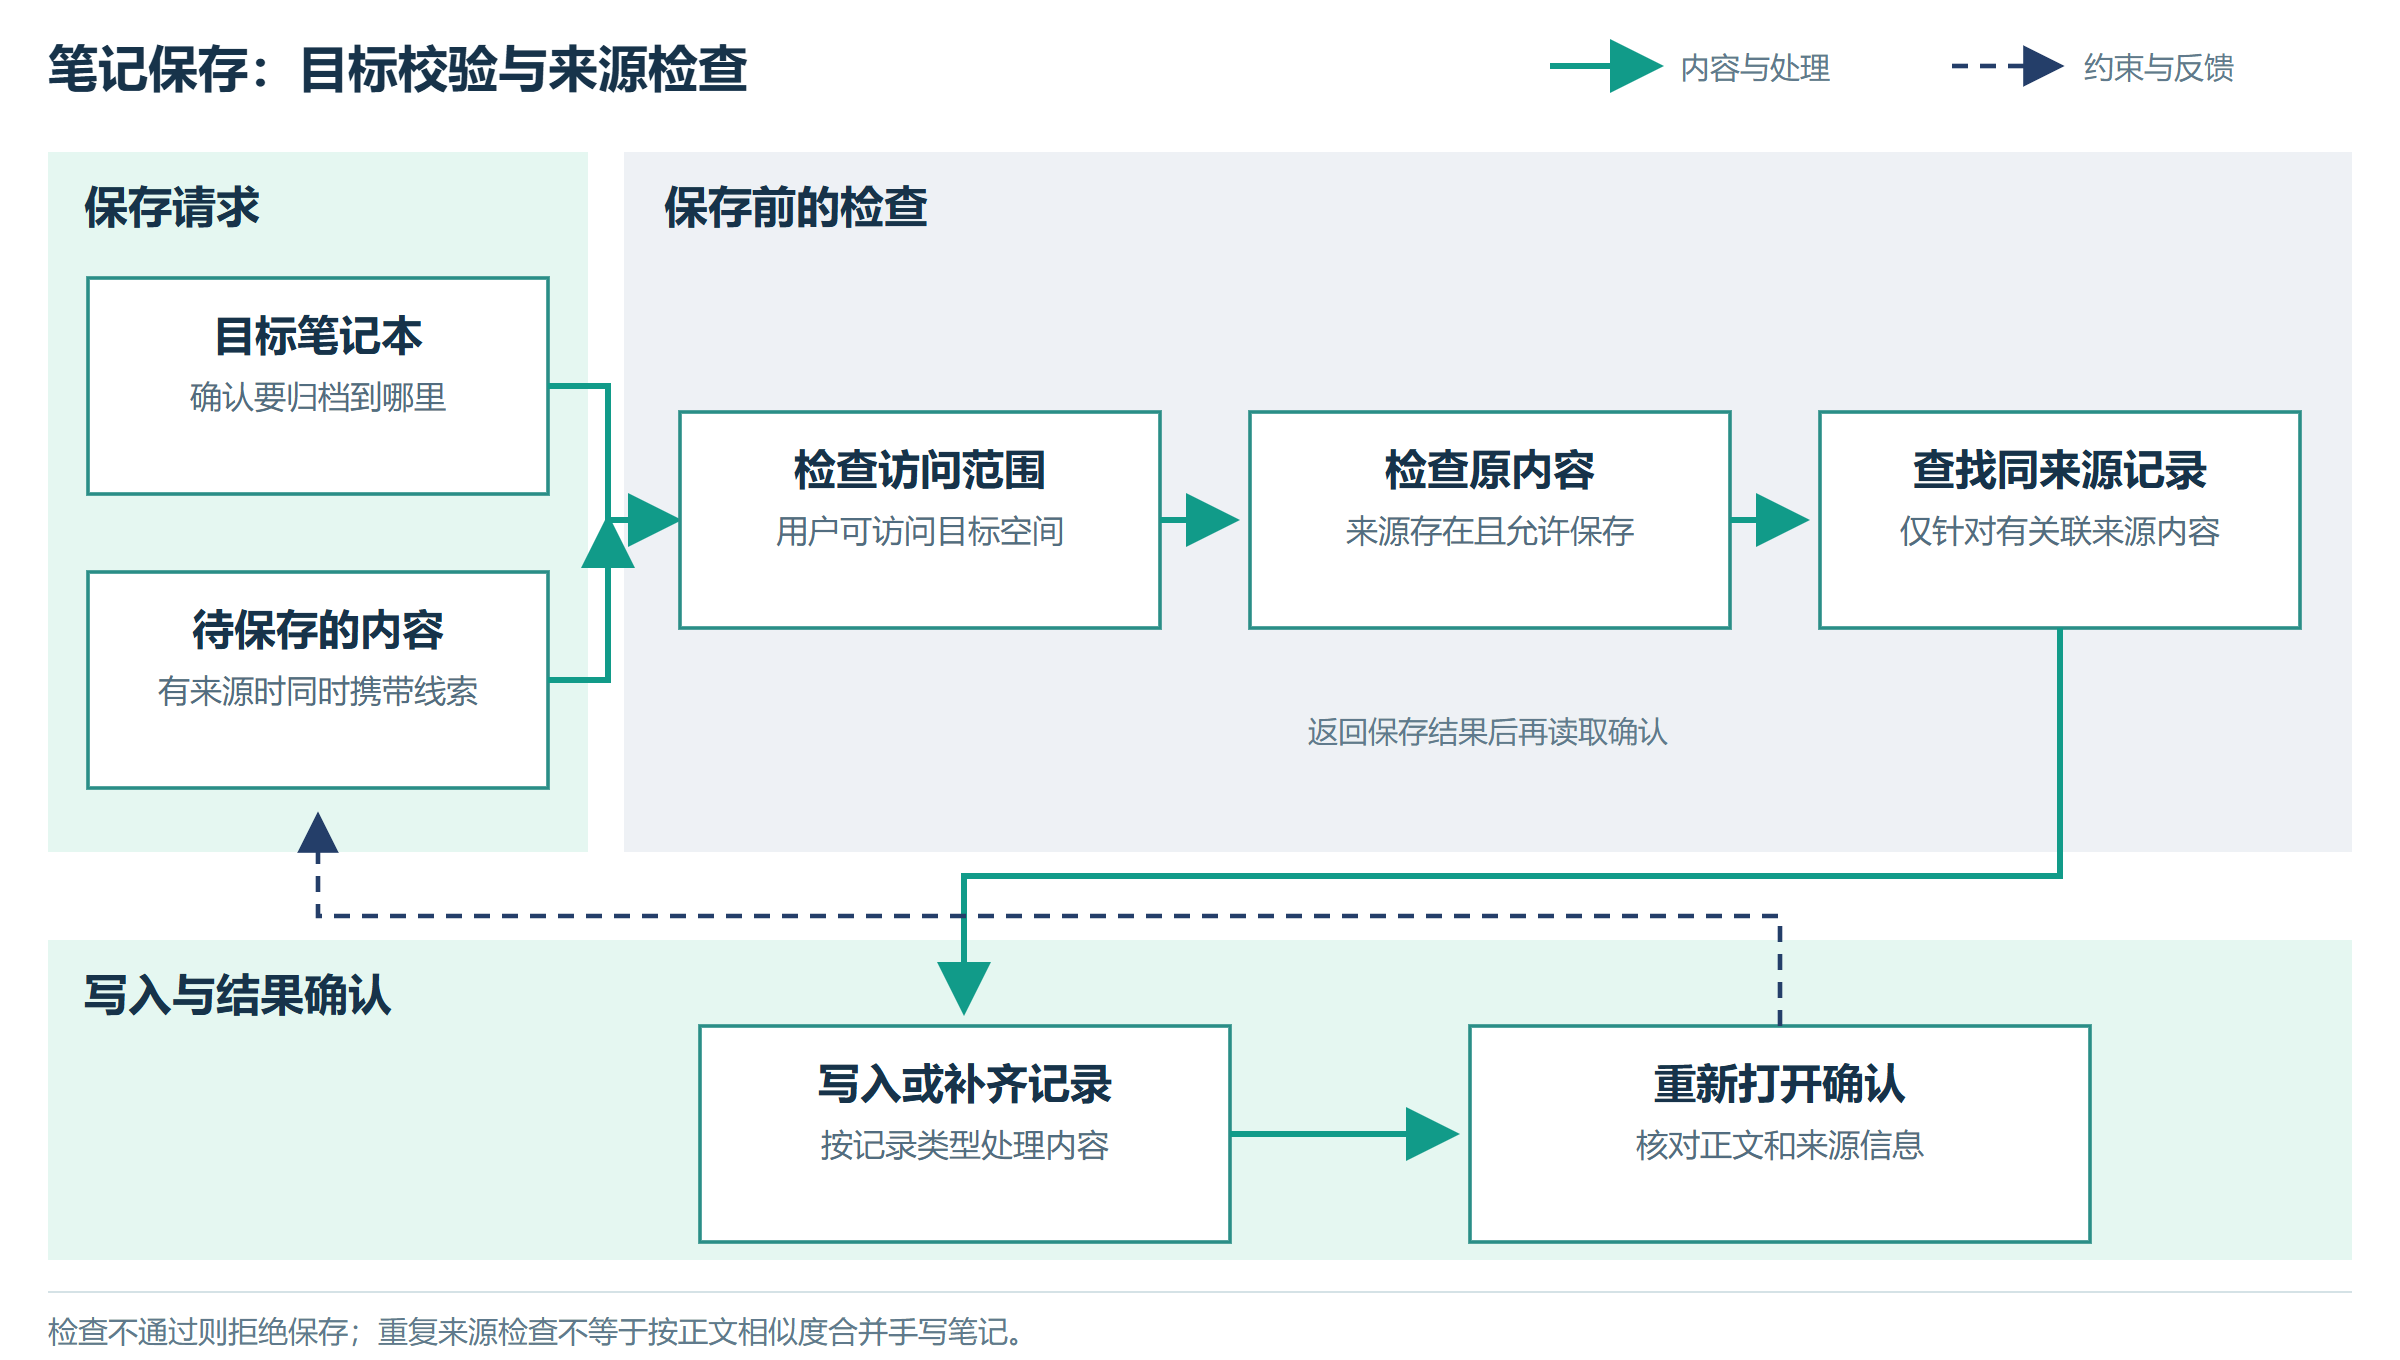 笔记保存：目标校验与来源检查
内容与处理
约束与反馈
保存请求
目标笔记本
确认要归档到哪里
待保存的内容
有来源时同时携带线索
保存前的检查
检查访问范围
用户可访问目标空间
检查原内容
来源存在且允许保存
查找同来源记录
仅针对有关联来源内容
返回保存结果后再读取确认
写入与结果确认
写入或补齐记录
按记录类型处理内容
重新打开确认
核对正文和来源信息
检查不通过则拒绝保存；重复来源检查不等于按正文相似度合并手写笔记。